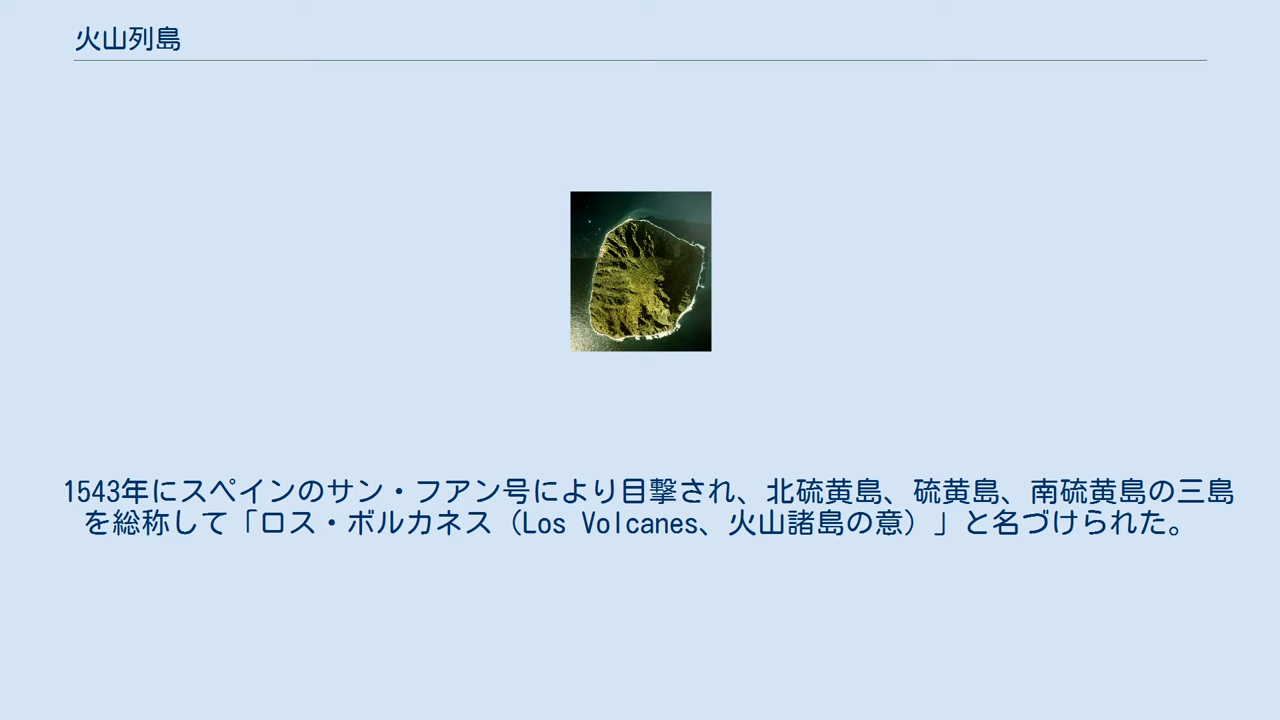 火山列島
1543年にスペインのサン・フアン号により目撃され、北硫黄島、硫黄島、南硫黄島の三島
を総称して「ロス・ボルカネス（Los Volcanes、火山諸島の意）」と名づけられた。